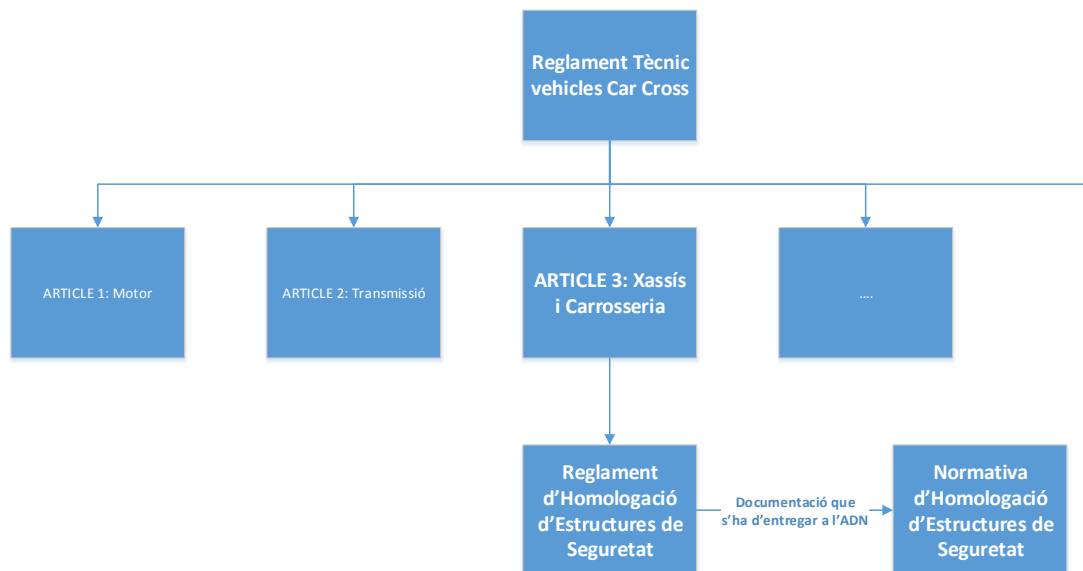 Reglament Tècnic
vehicles Car Cross
ARTICLE 1: Motor
ARTICLE 2: Transmissió
ARTICLE 3: Xassís
i Carrosseria
....
Reglament
d’Homologació
d’Estructures de
Seguretat
Documentació que
s’ha d’entregar a l’ADN
Normativa
d’Homologació
d’Estructures de
Seguretat